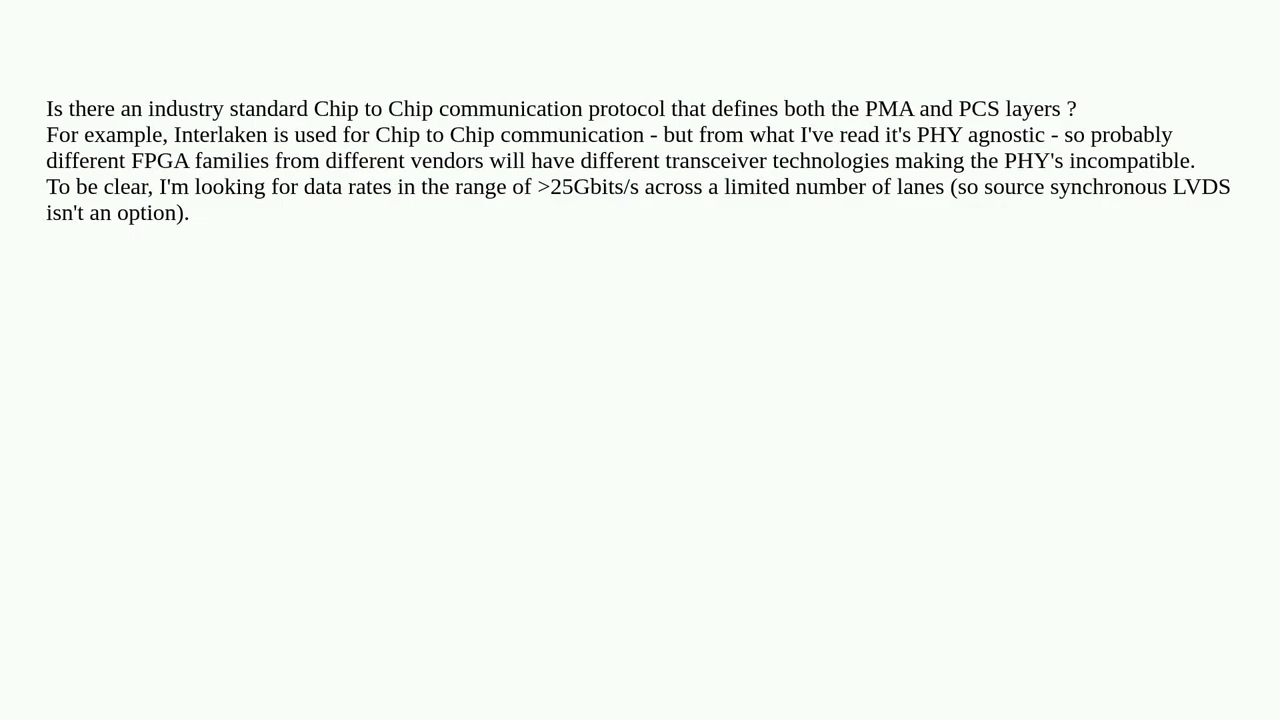 Is there an industry standard Chip to Chip communication protocol that defines both the PMA and PCS layers ?
For example, Interlaken is used for Chip to Chip communication - but from what I've read it's PHY agnostic - so probably
different FPGA families from different vendors will have different transceiver technologies making the PHY's incompatible.
To be clear, I'm looking for data rates in the range of >25Gbits/s across a limited number of lanes (so source synchronous LVDS
isn't an option).